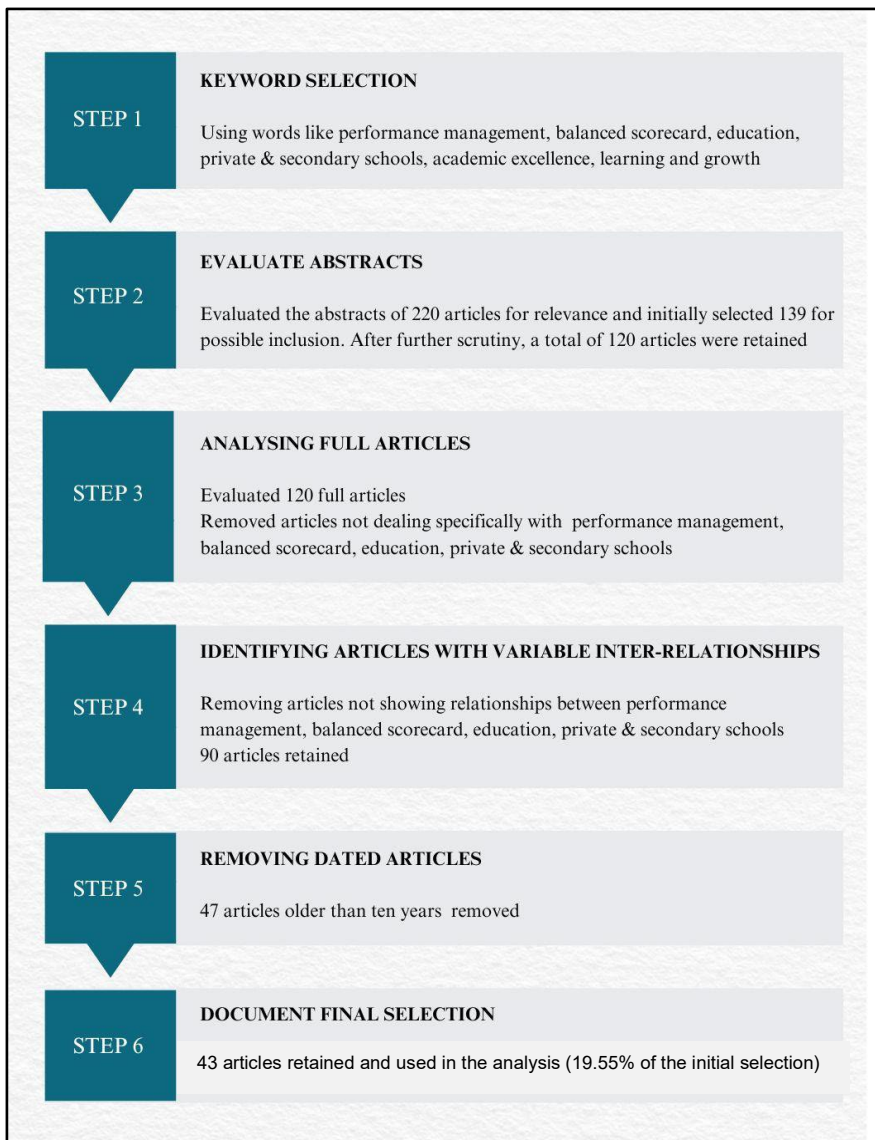 STEP 1
KEYWORD SELECTION
Using words like performance management, balanced scorecard, education,
private & secondary schools, academic excellence, learning and growth
STEP 2
EVALUATE ABSTRACTS
Evaluated the abstracts of 220 articles for relevance and initially selected 139 for
possible inclusion. After further scrutiny, a total of 120 articles were retained
STEP 3
ANALYSING FULL ARTICLES
Evaluated 120 full articles
Removed articles not dealing specifically with performance management,
balanced scorecard, education, private & secondary schools
STEP 4
IDENTIFYING ARTICLES WITH VARIABLE INTER-RELATIONSHIPS
Removing articles not showing relationships between performance
management, balanced scorecard, education, private & secondary schools
90 articles retained
STEP 5
REMOVING DATED ARTICLES
47 articles older than ten years removed
STEP 6
DOCUMENT FINAL SELECTION
43 articles retained and used in the analysis (19.55% of the initial selection)